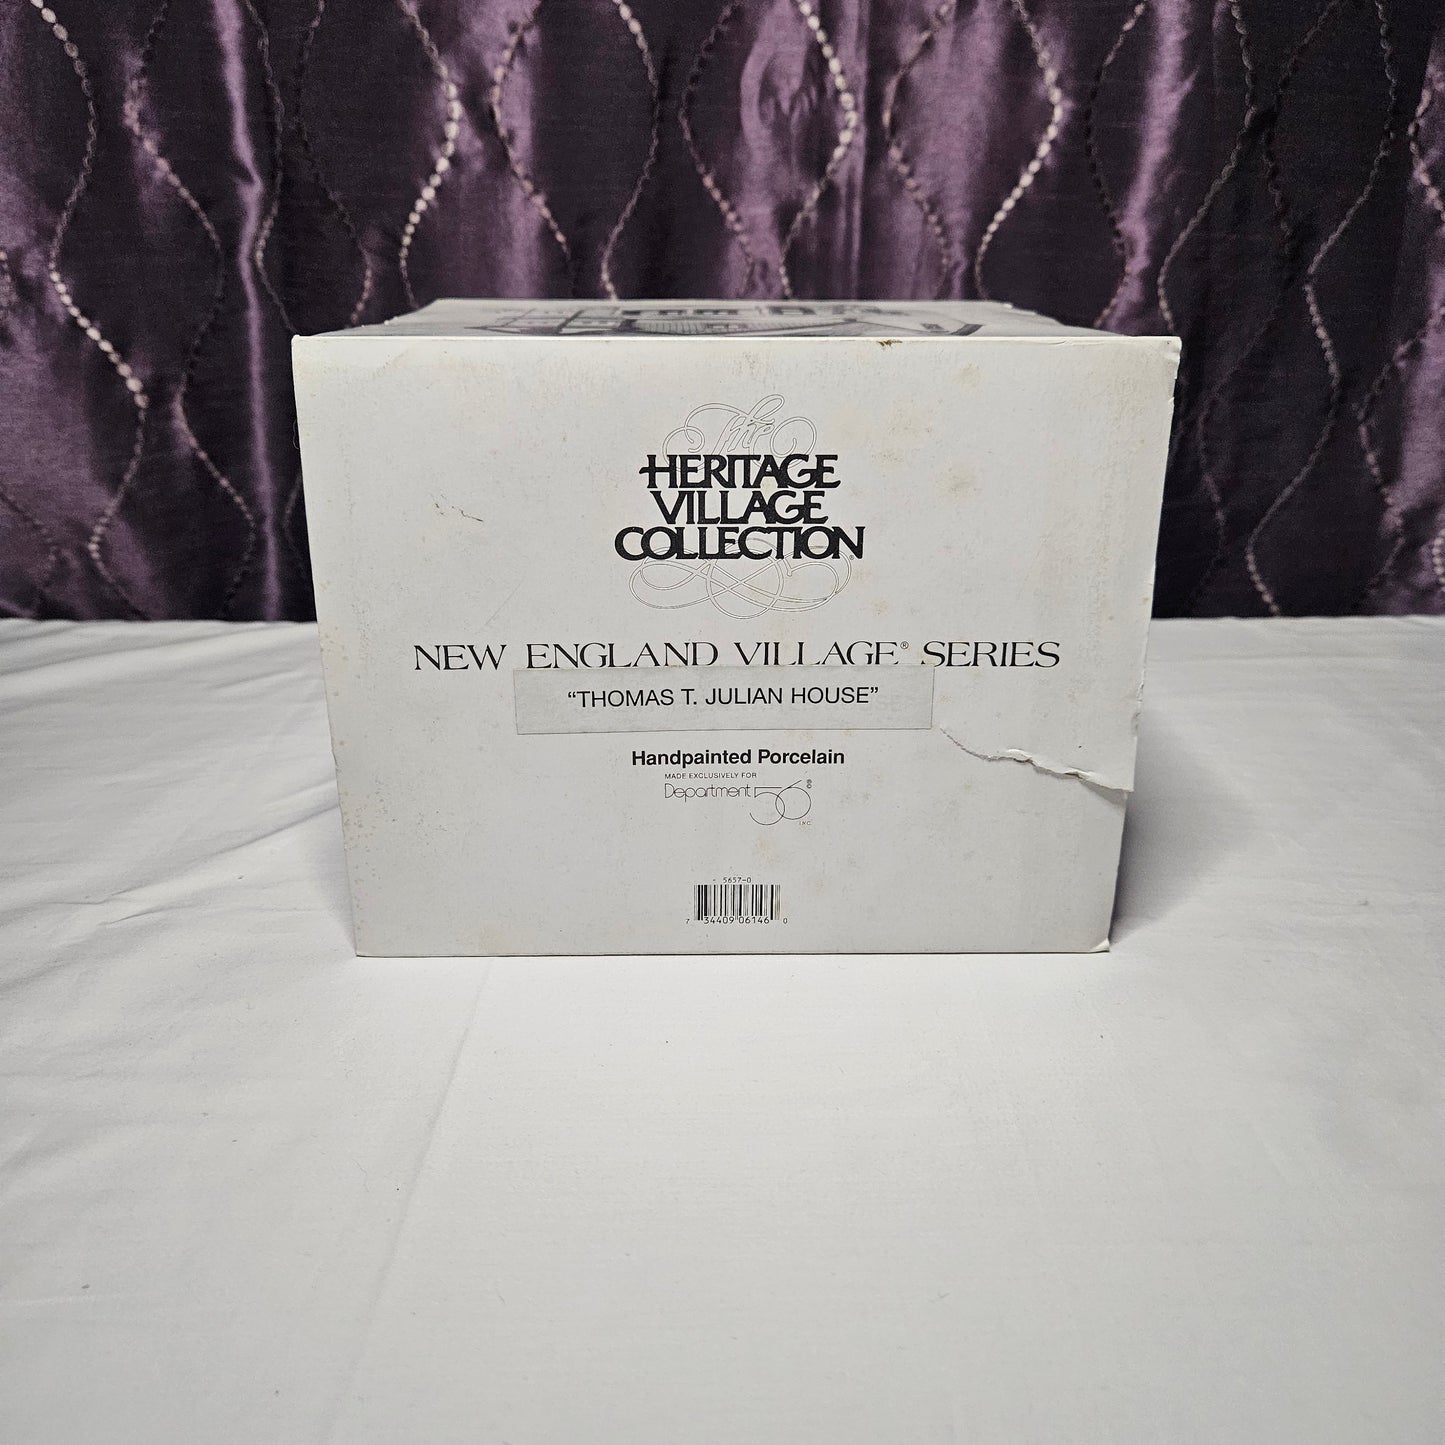 The
HERITAGE
VILLAGE
COLLECTION®
NEW ENGLAND VILLAGE® SERIES
“THOMAS T. JULIAN HOUSE”
Handpainted Porcelain
MADE EXCLUSIVELY FOR
Department 56®
INC.
- 5657-0
7 34409 06146 0